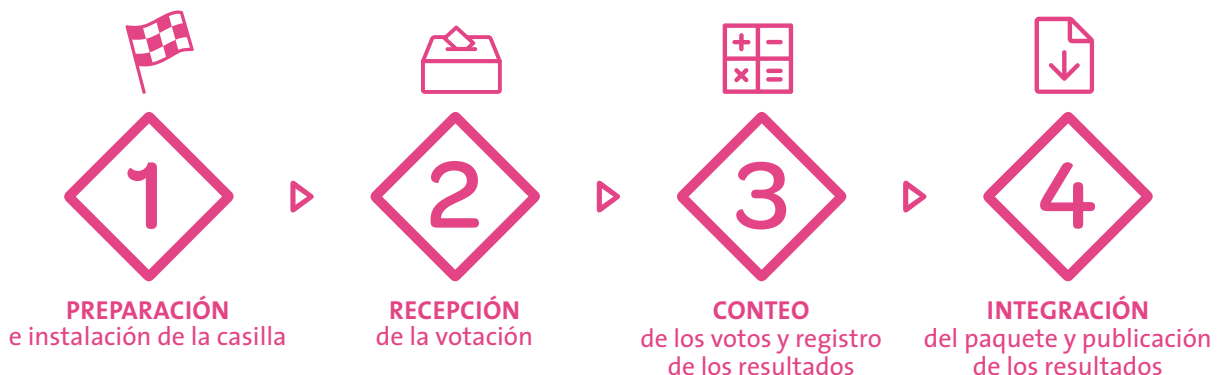 1
PREPARACIÓN
e instalación de la casilla
2
RECEPCIÓN
de la votación
3
CONTEO
de los votos y registro
de los resultados
4
INTEGRACIÓN
del paquete y publicación
de los resultados